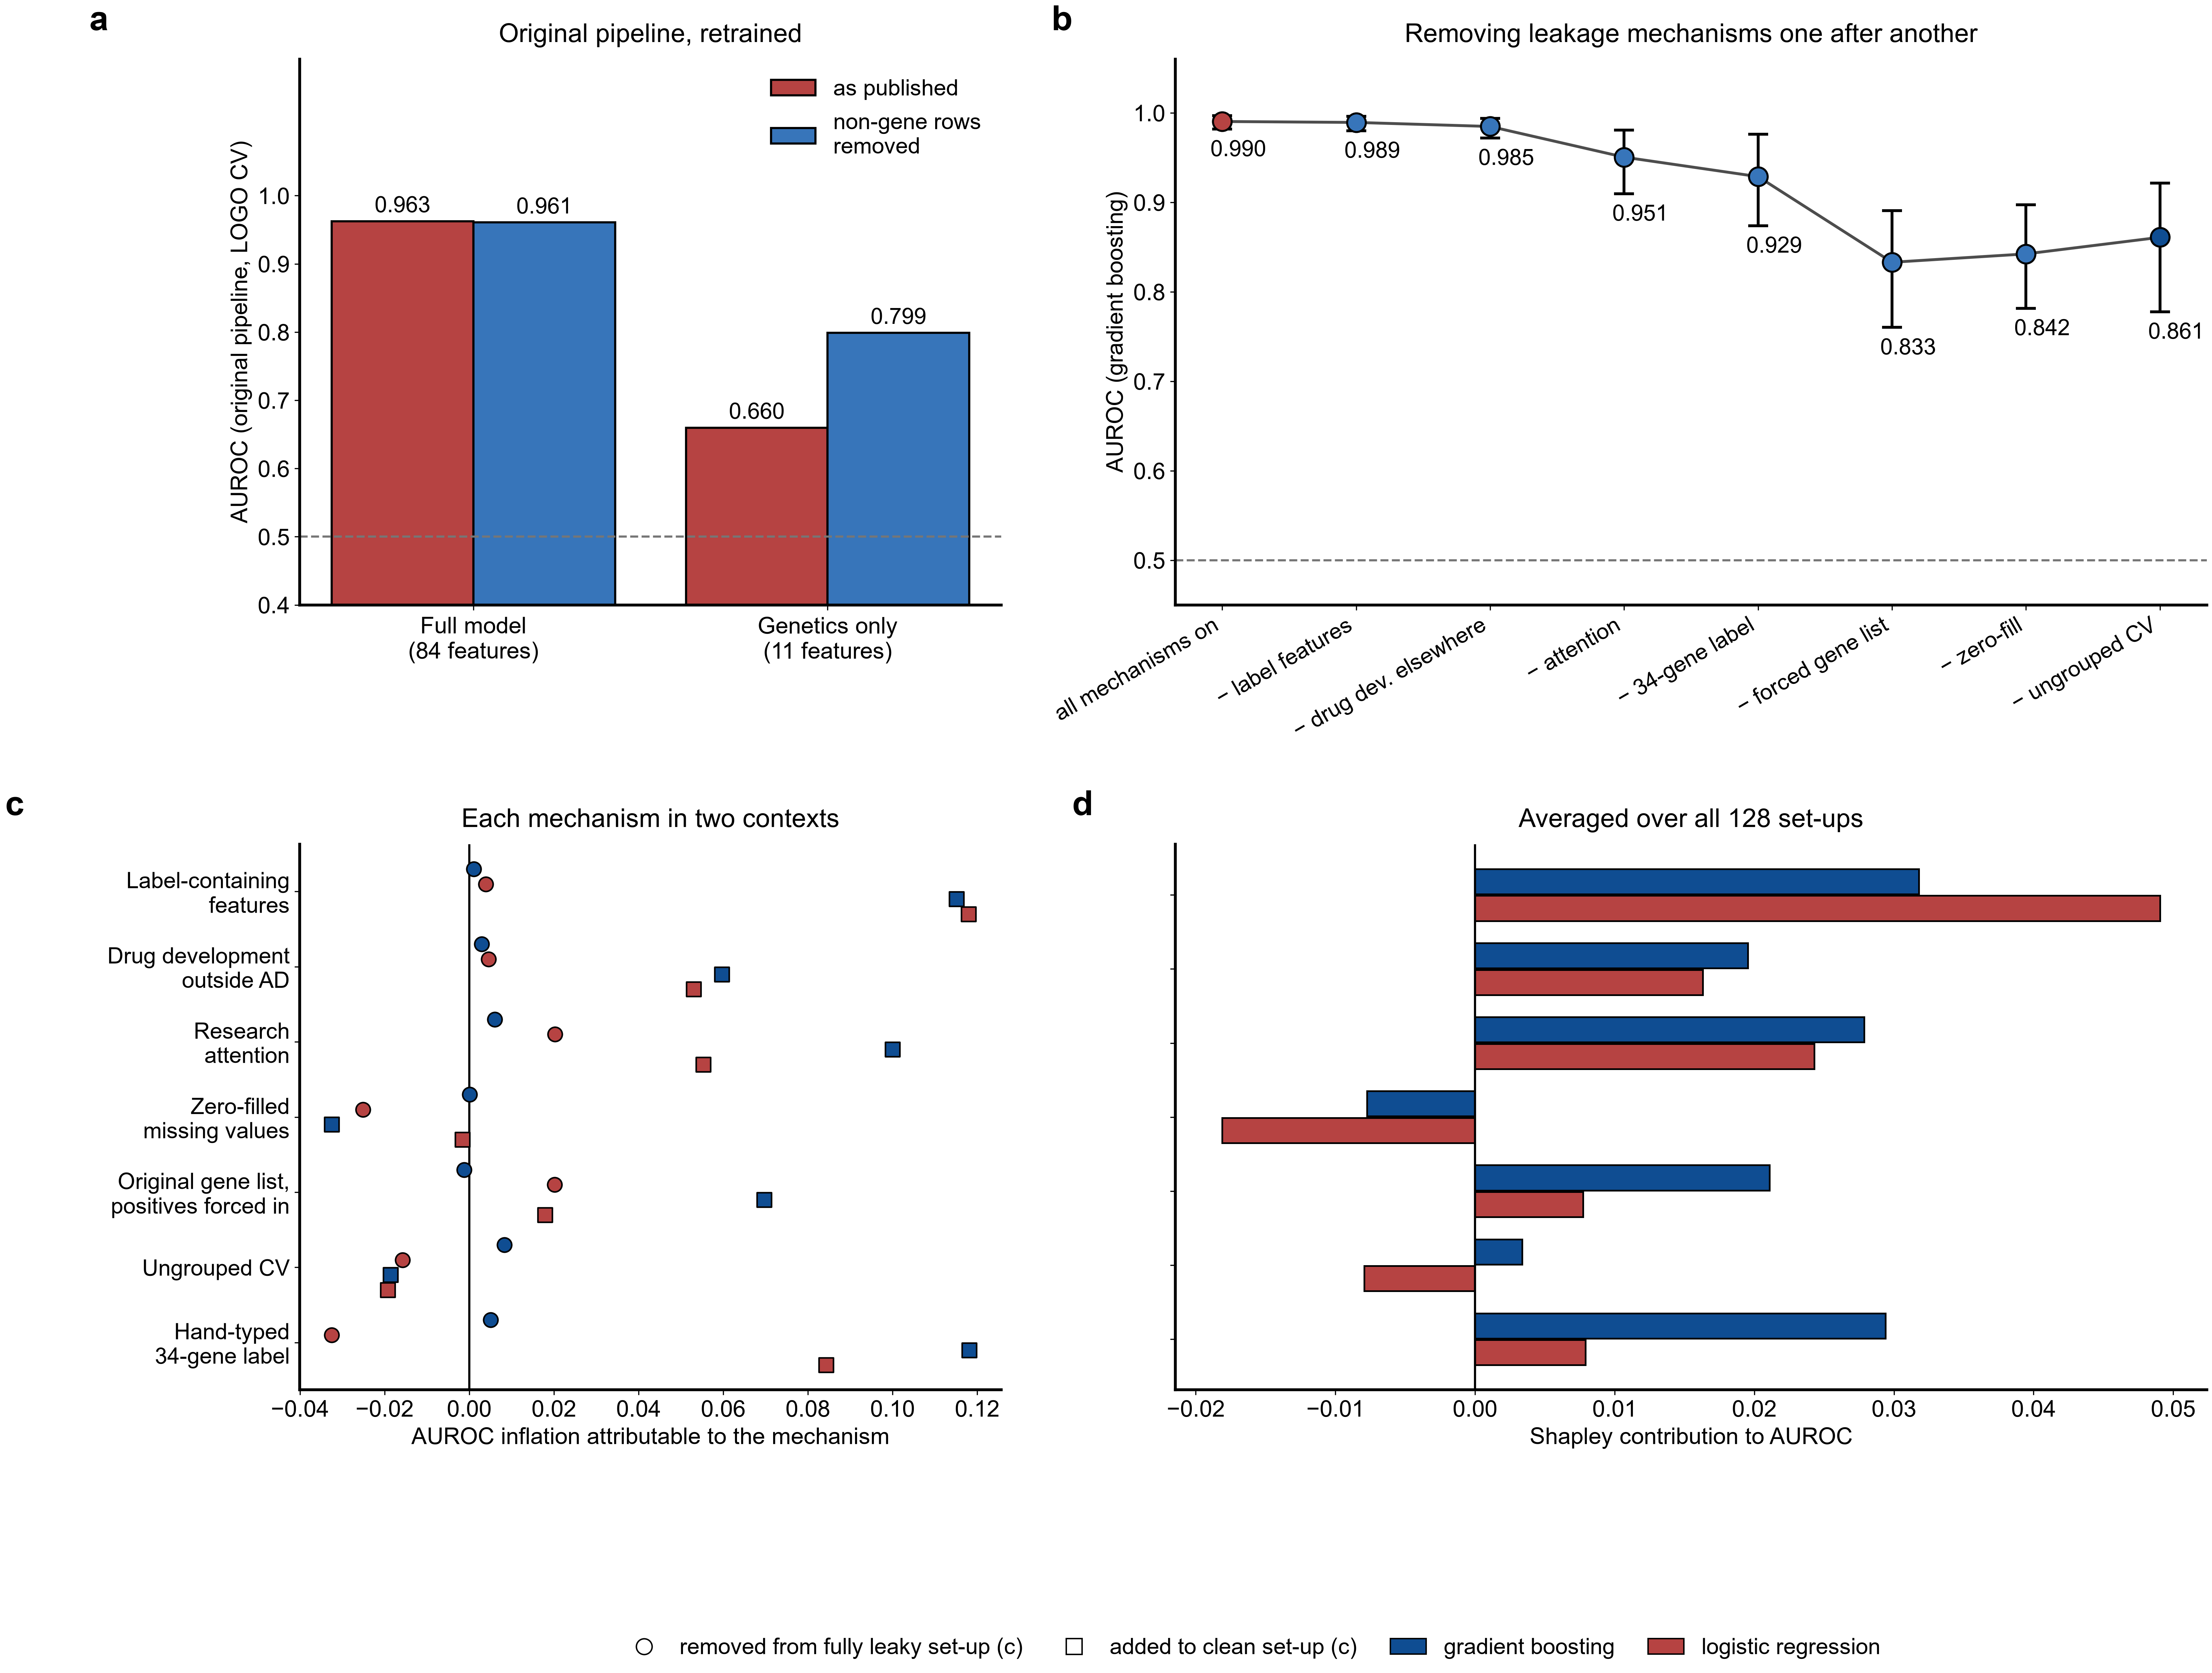 a
Original pipeline, retrained
as published
non-gene rows
removed
AUROC (original pipeline, LOGO CV)
1.0
0.9
0.8
0.7
0.6
0.5
0.4
0.963
0.961
0.660
0.799
Full model
(84 features)
Genetics only
(11 features)
b
Removing leakage mechanisms one after another
AUROC (gradient boosting)
1.0
0.9
0.8
0.7
0.6
0.5
0.990
0.989
0.985
0.951
0.929
0.833
0.842
0.861
all mechanisms on
− label features
− drug dev. elsewhere
− attention
− 34-gene label
− forced gene list
− zero-fill
− ungrouped CV
c
Each mechanism in two contexts
Label-containing
features
Drug development
outside AD
Research
attention
Zero-filled
missing values
Original gene list,
positives forced in
Ungrouped CV
Hand-typed
34-gene label
−0.04 −0.02 0.00 0.02 0.04 0.06 0.08 0.10 0.12
AUROC inflation attributable to the mechanism
d
Averaged over all 128 set-ups
−0.02 −0.01 0.00 0.01 0.02 0.03 0.04 0.05
Shapley contribution to AUROC
removed from fully leaky set-up (c) added to clean set-up (c) gradient boosting logistic regression